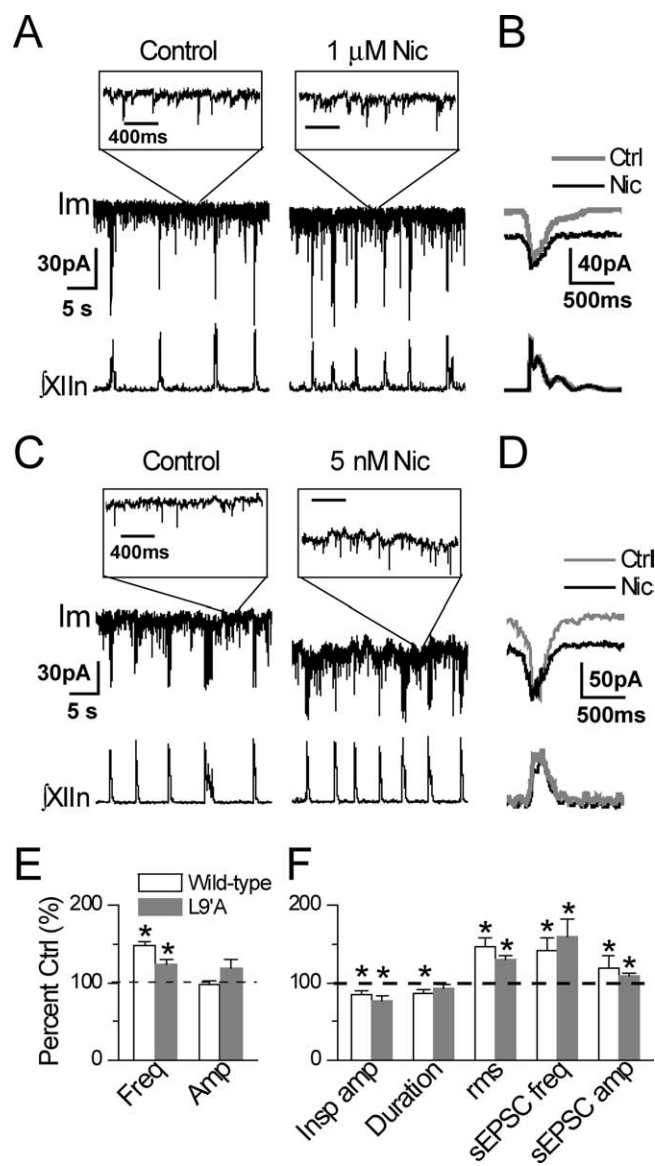 A
B
Control
1 μM Nic
400ms
Ctrl
Nic
Im
30pA
5 s
40pA
500ms
∫XIIn
C
D
Control
5 nM Nic
400ms
Ctrl
Nic
Im
30pA
5 s
50pA
500ms
∫XIIn
E
F
Wild-type
L9'A
Percent Ctrl (%)
200
100
0
* *
Freq
Amp
200
100
0
* * * * * * * * *
Insp amp
Duration
rms
sEPSC freq
sEPSC amp